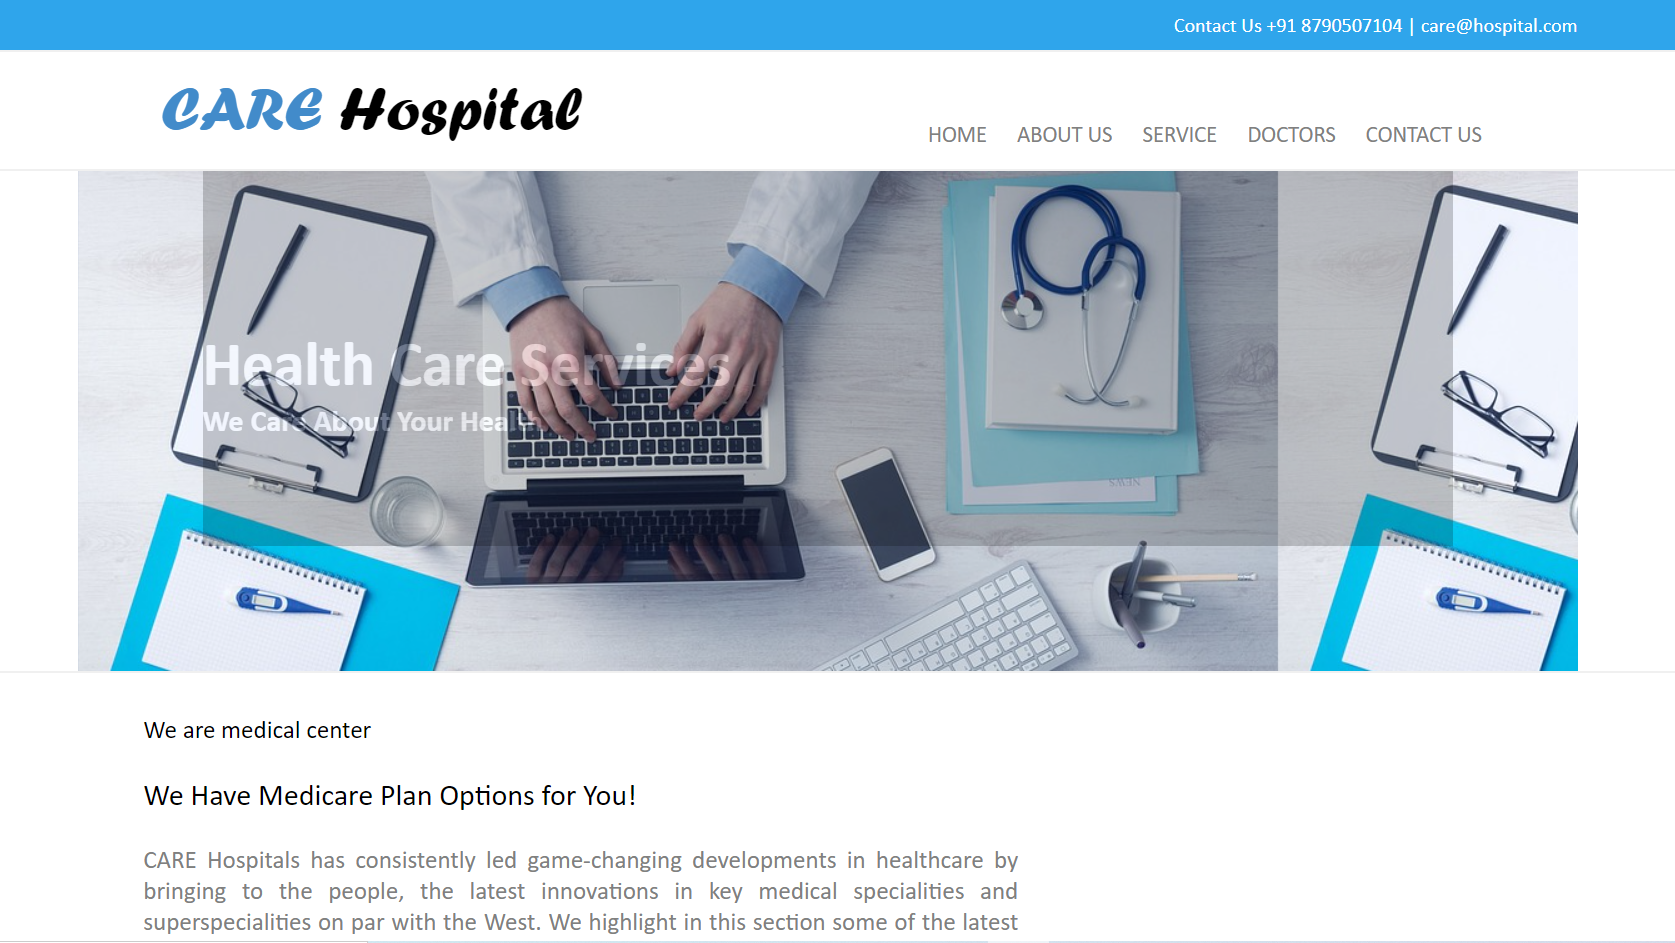 Contact Us +91 8790507104 | care@hospital.com
CARE Hospital
HOME ABOUT US SERVICE DOCTORS CONTACT US
Health Care Services
We Care About Your Health
NEWS
We are medical center
We Have Medicare Plan Options for You!
CARE Hospitals has consistently led game-changing developments in healthcare by
bringing to the people, the latest innovations in key medical specialities and
superspecialities on par with the West. We highlight in this section some of the latest